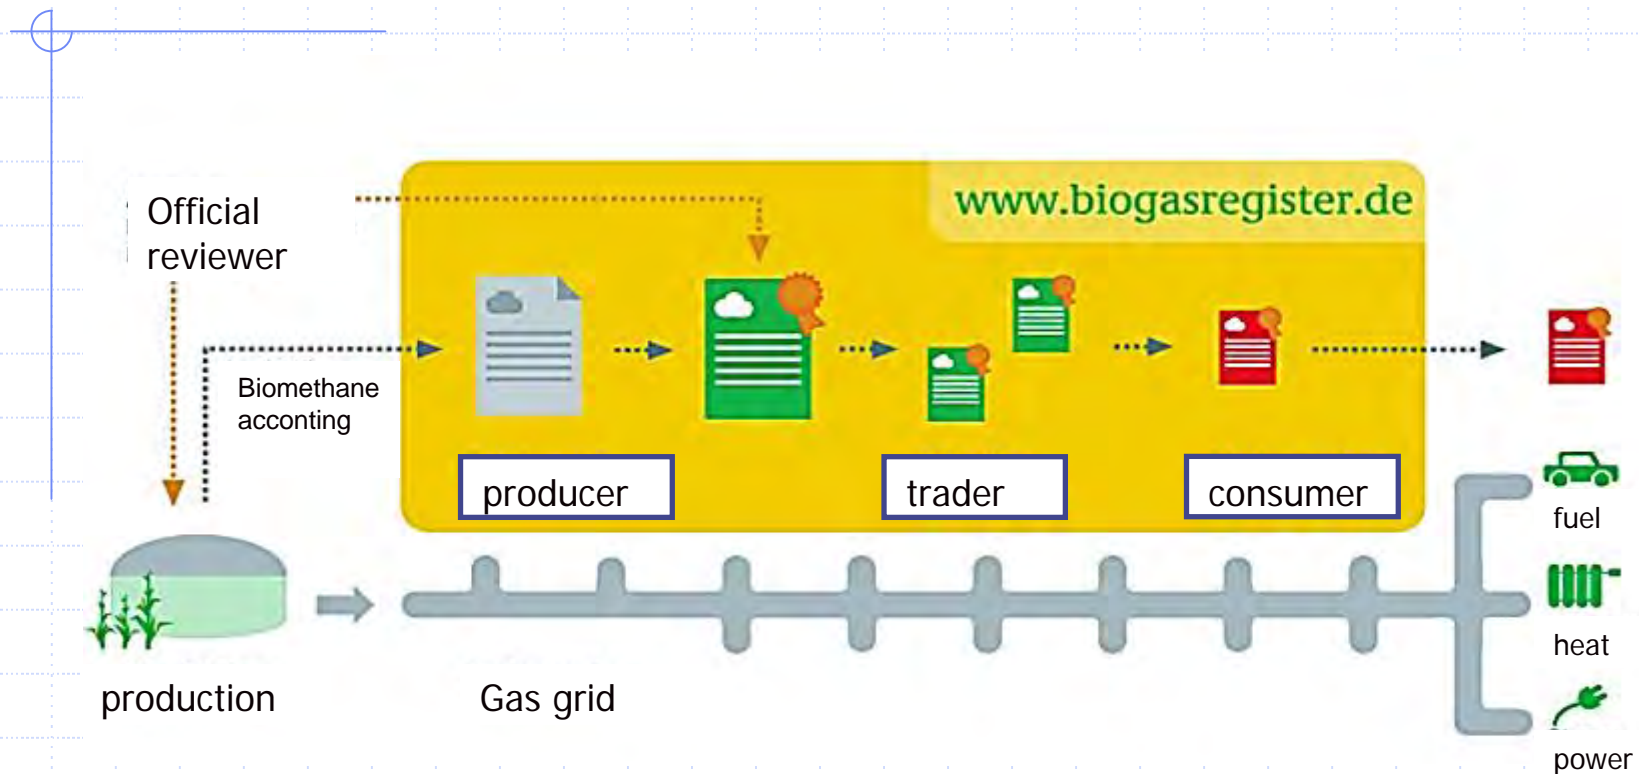 www.biogasregister.de
Official
reviewer
Biomethane
acconting
producer
trader
consumer
fuel
heat
power
production
Gas grid